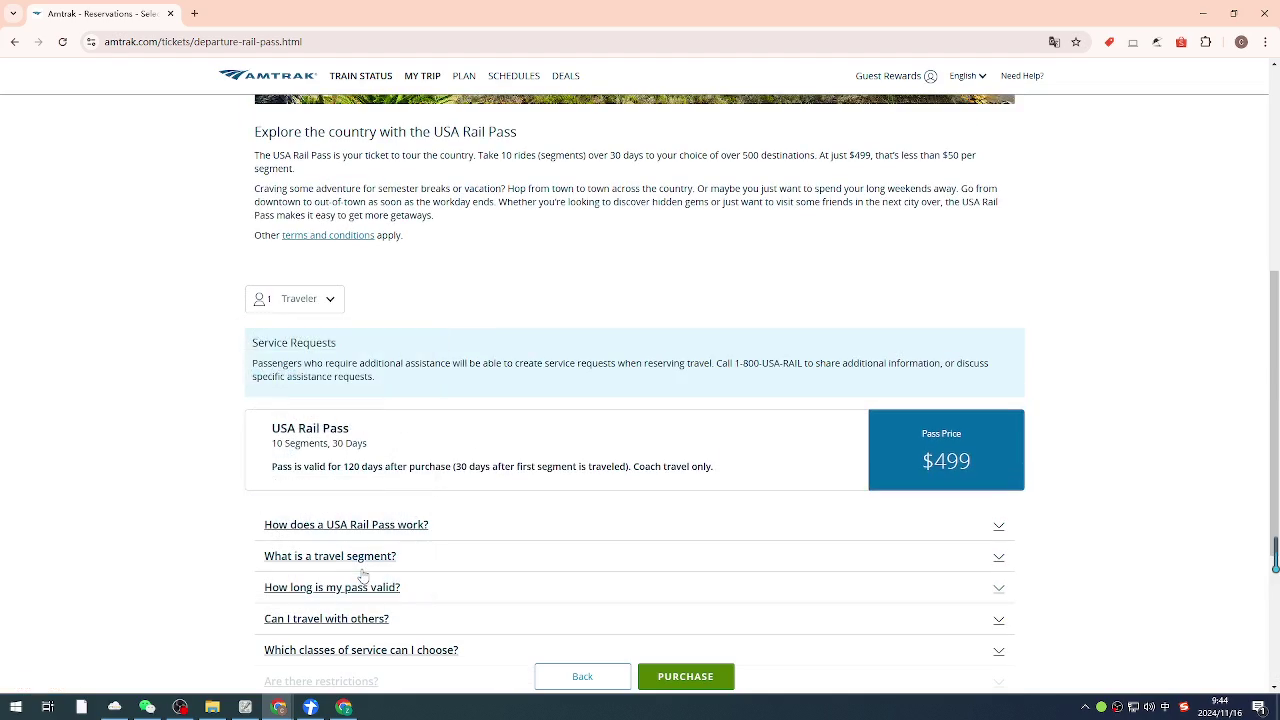 Amtrak - Reservations - Sele
amtrak.com/tickets/departure-rail-pass.html
AMTRAK TRAIN STATUS MY TRIP PLAN SCHEDULES DEALS Guest Rewards English Need Help?
Explore the country with the USA Rail Pass
The USA Rail Pass is your ticket to tour the country. Take 10 rides (segments) over 30 days to your choice of over 500 destinations. At just $499, that's less than $50 per
segment.
Craving some adventure for semester breaks or vacation? Hop from town to town across the country. Or maybe you just want to spend your long weekends away. Go from
downtown to out-of-town as soon as the workday ends. Whether you're looking to discover hidden gems or just want to visit some friends in the next city over, the USA Rail
Pass makes it easy to get more getaways.
Other terms and conditions apply.
1 Traveler
Service Requests
Passengers who require additional assistance will be able to create service requests when reserving travel. Call 1-800-USA-RAIL to share additional information, or discuss
specific assistance requests.
USA Rail Pass
10 Segments, 30 Days
Pass is valid for 120 days after purchase (30 days after first segment is traveled). Coach travel only.
Pass Price
$499
How does a USA Rail Pass work?
What is a travel segment?
How long is my pass valid?
Can I travel with others?
Which classes of service can I choose?
Are there restrictions?
Back PURCHASE
中
9:44
2024/11/16